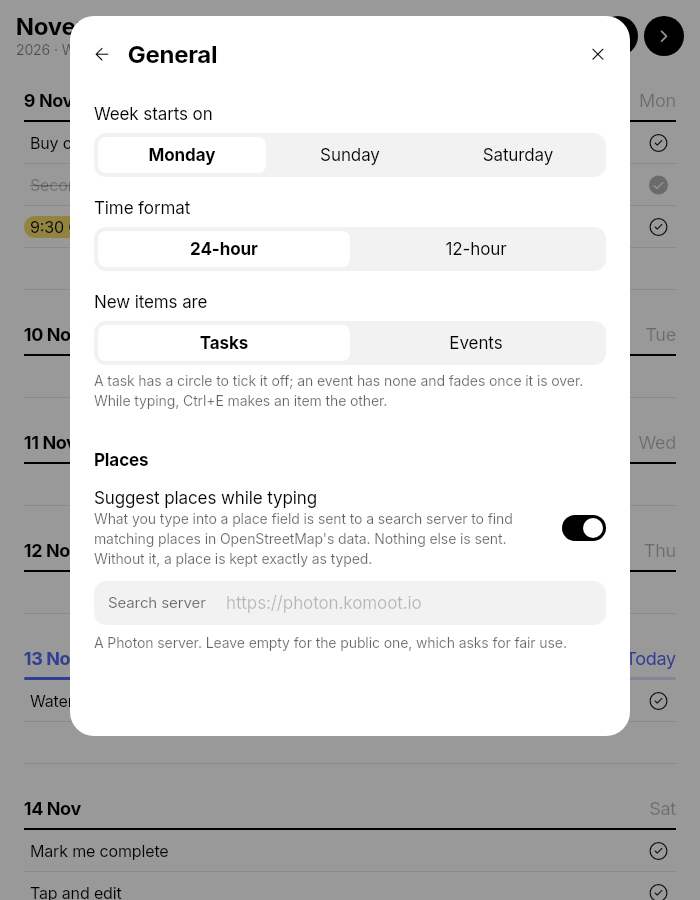 Nove
2026 · W
General
9 Nov
Mon
Week starts on
Buy c
Monday
Sunday
Saturday
Secon
Time format
9:30
24-hour
12-hour
New items are
10 No
Tue
Tasks
Events
A task has a circle to tick it off; an event has none and fades once it is over.
While typing, Ctrl+E makes an item the other.
11 Nov
Wed
Places
Suggest places while typing
What you type into a place field is sent to a search server to find
matching places in OpenStreetMap's data. Nothing else is sent.
Without it, a place is kept exactly as typed.
12 No
Thu
Search server
https://photon.komoot.io
A Photon server. Leave empty for the public one, which asks for fair use.
13 No
Today
Water
14 Nov
Sat
Mark me complete
Tap and edit